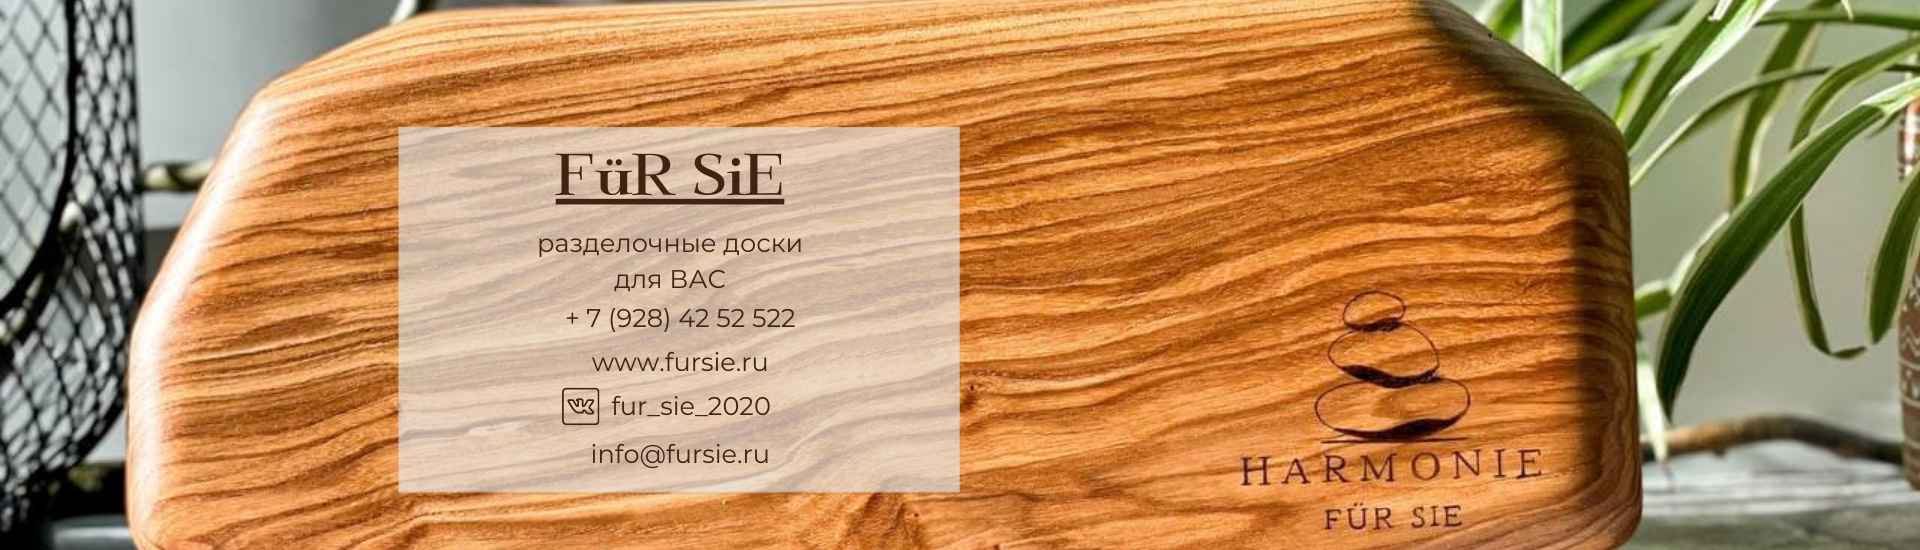 FüR SiE
разделочные доски
для ВАС
+ 7 (928) 42 52 522
www.fursie.ru
fur_sie_2020
info@fursie.ru
HARMONIE
FÜR SIE